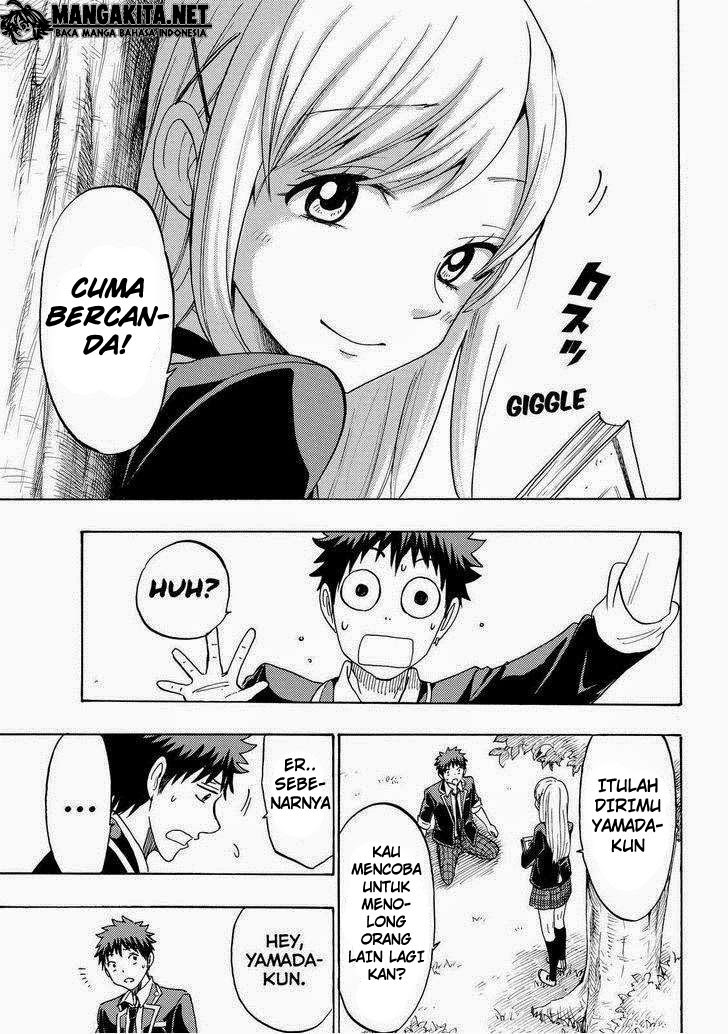 MANGAKITA.NET
BACA MANGA BAHASA INDONESIA
クスッ
GIGGLE
CUMA
BERCAN-
DA!
HUH?
ITULAH
DIRIMU
YAMADA-
KUN
KAU
MENCOBA
UNTUK
MENO-
LONG
ORANG
LAIN LAGI
KAN?
ER..
SEBE-
NARNYA
...
HEY,
YAMADA-
KUN.